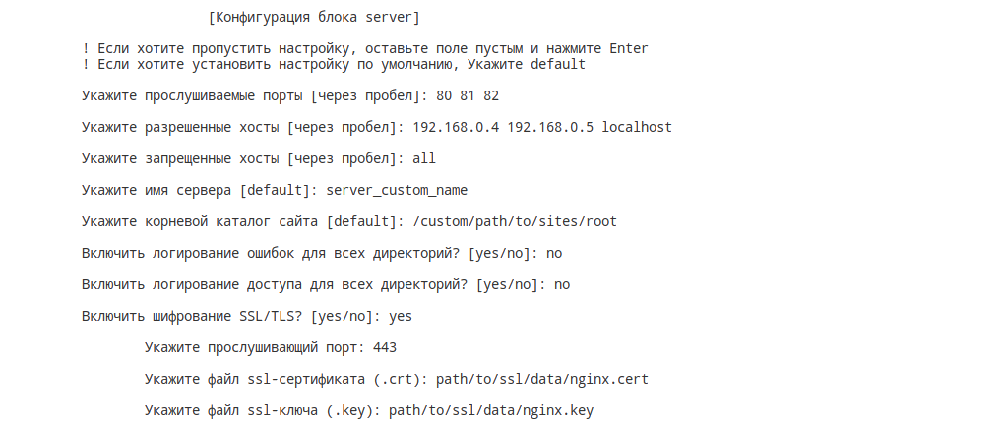 [Конфигурация блока server]
! Если хотите пропустить настройку, оставьте поле пустым и нажмите Enter
! Если хотите установить настройку по умолчанию, Укажите default
Укажите прослушиваемые порты [через пробел]: 80 81 82
Укажите разрешенные хосты [через пробел]: 192.168.0.4 192.168.0.5 localhost
Укажите запрещенные хосты [через пробел]: all
Укажите имя сервера [default]: server_custom_name
Укажите корневой каталог сайта [default]: /custom/path/to/sites/root
Включить логирование ошибок для всех директорий? [yes/no]: no
Включить логирование доступа для всех директорий? [yes/no]: no
Включить шифрование SSL/TLS? [yes/no]: yes
Укажите прослушивающий порт: 443
Укажите файл ssl-сертификата (.crt): path/to/ssl/data/nginx.cert
Укажите файл ssl-ключа (.key): path/to/ssl/data/nginx.key